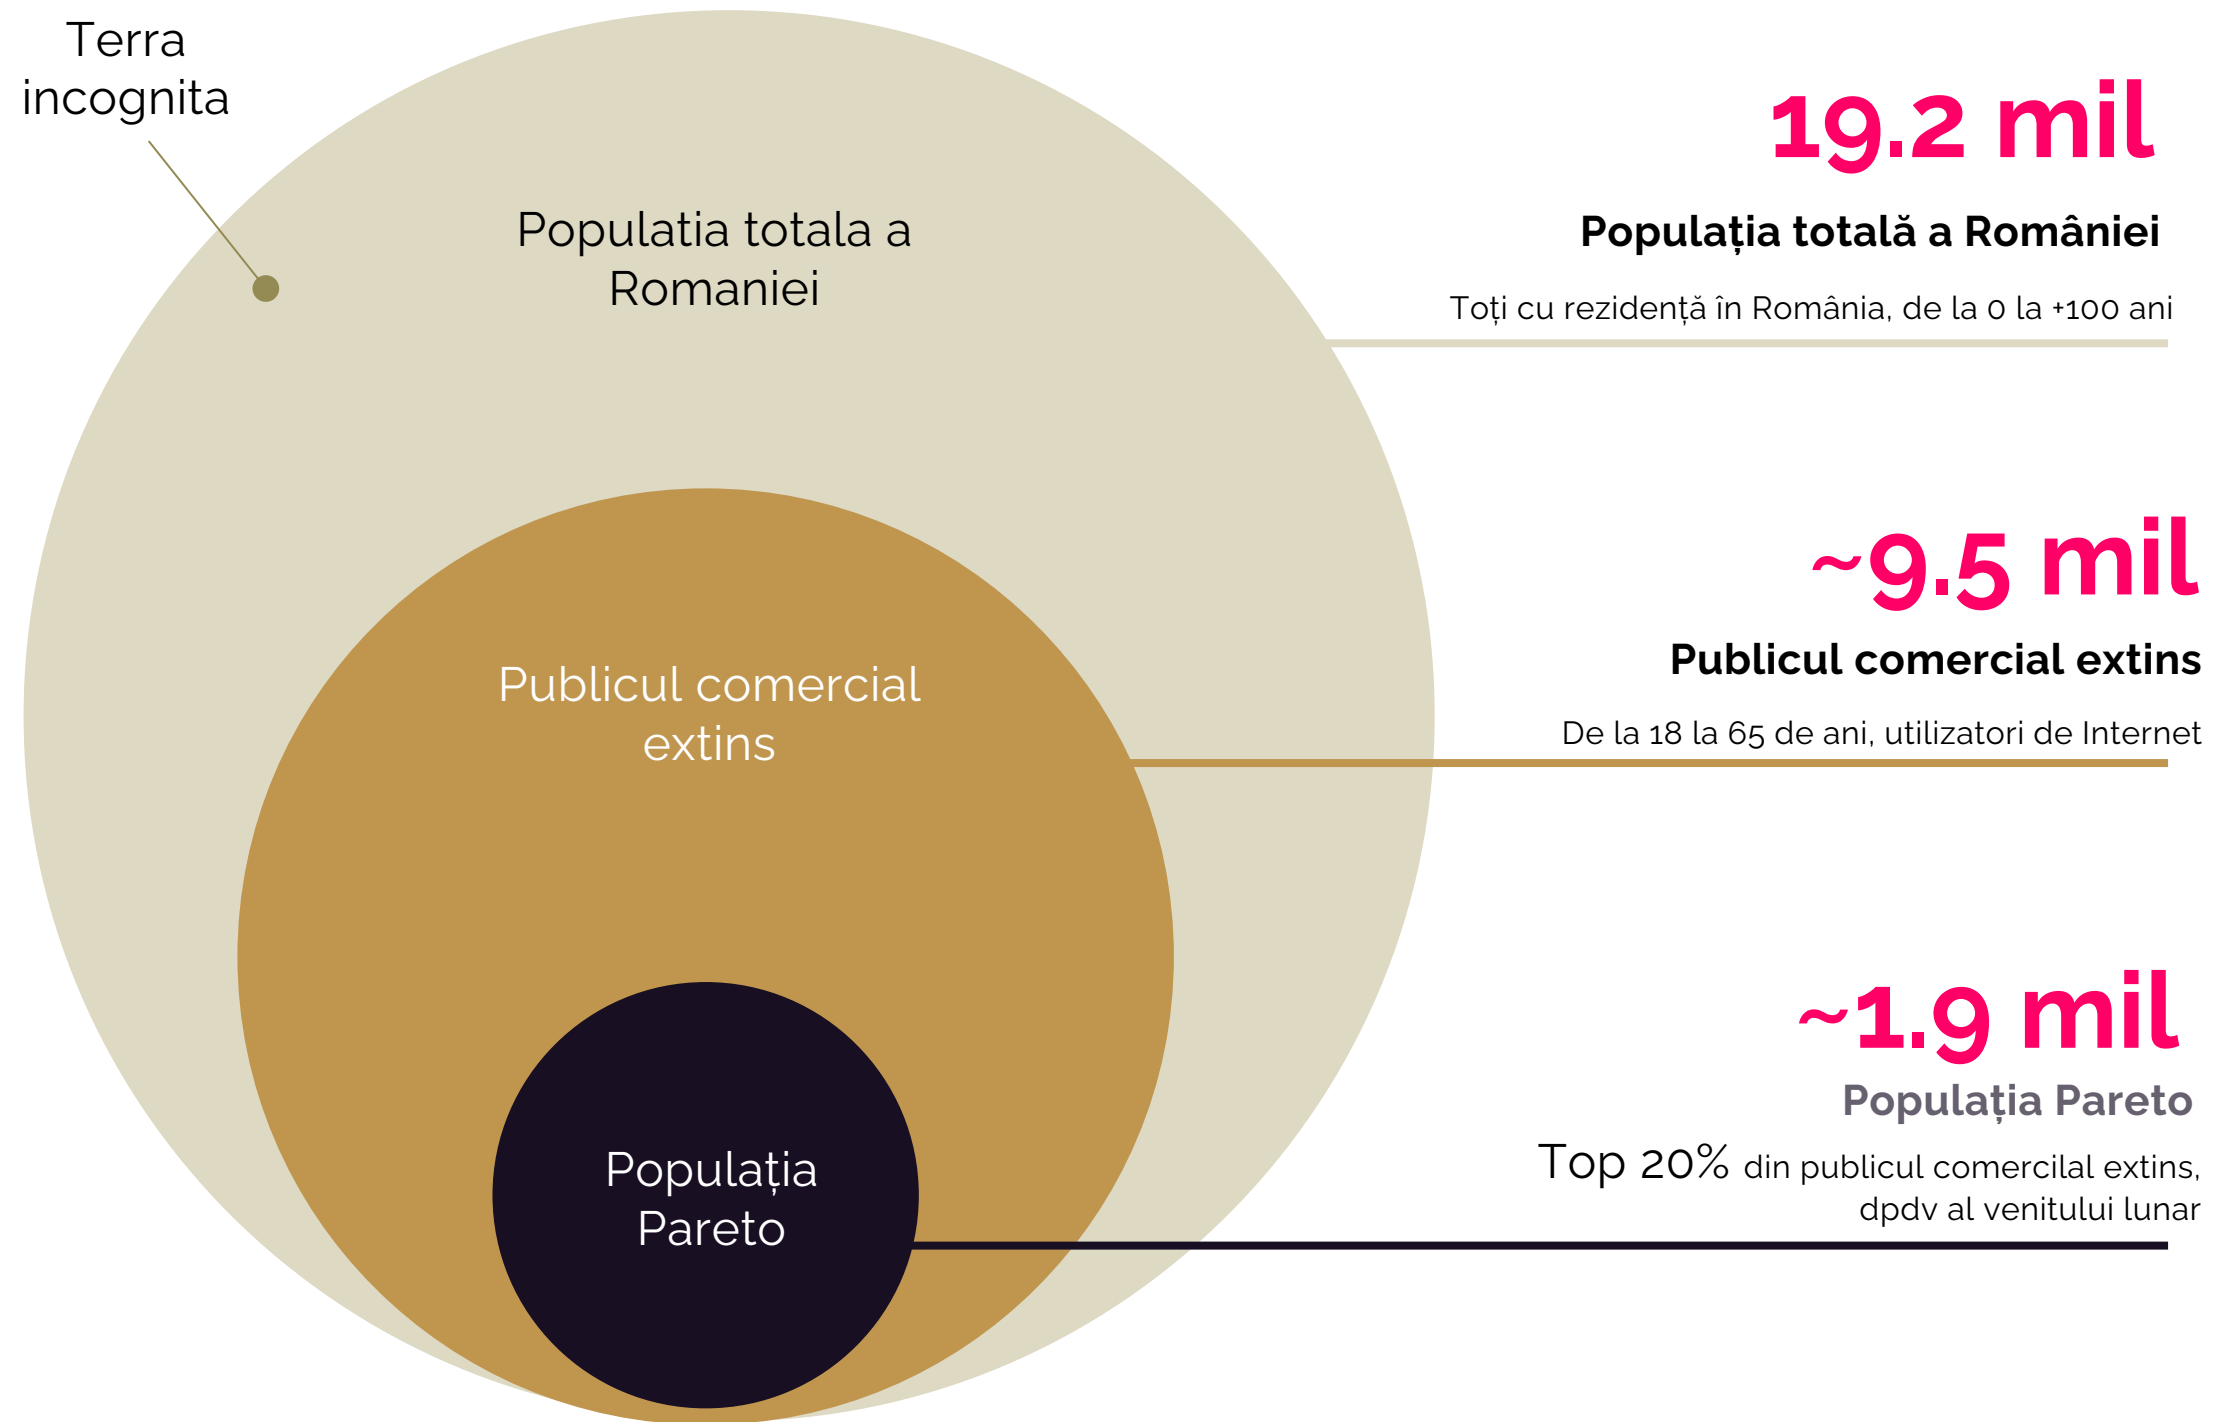 Terra
incognita
Populatia totala a
Romaniei
19.2 mil
Populația totală a României
Toți cu rezidență în România, de la 0 la +100 ani
Publicul comercial
extins
~9.5 mil
Publicul comercial extins
De la 18 la 65 de ani, utilizatori de Internet
Populația
Pareto
~1.9 mil
Populația Pareto
Top 20% din publicul comercilal extins,
dpdv al venitului lunar